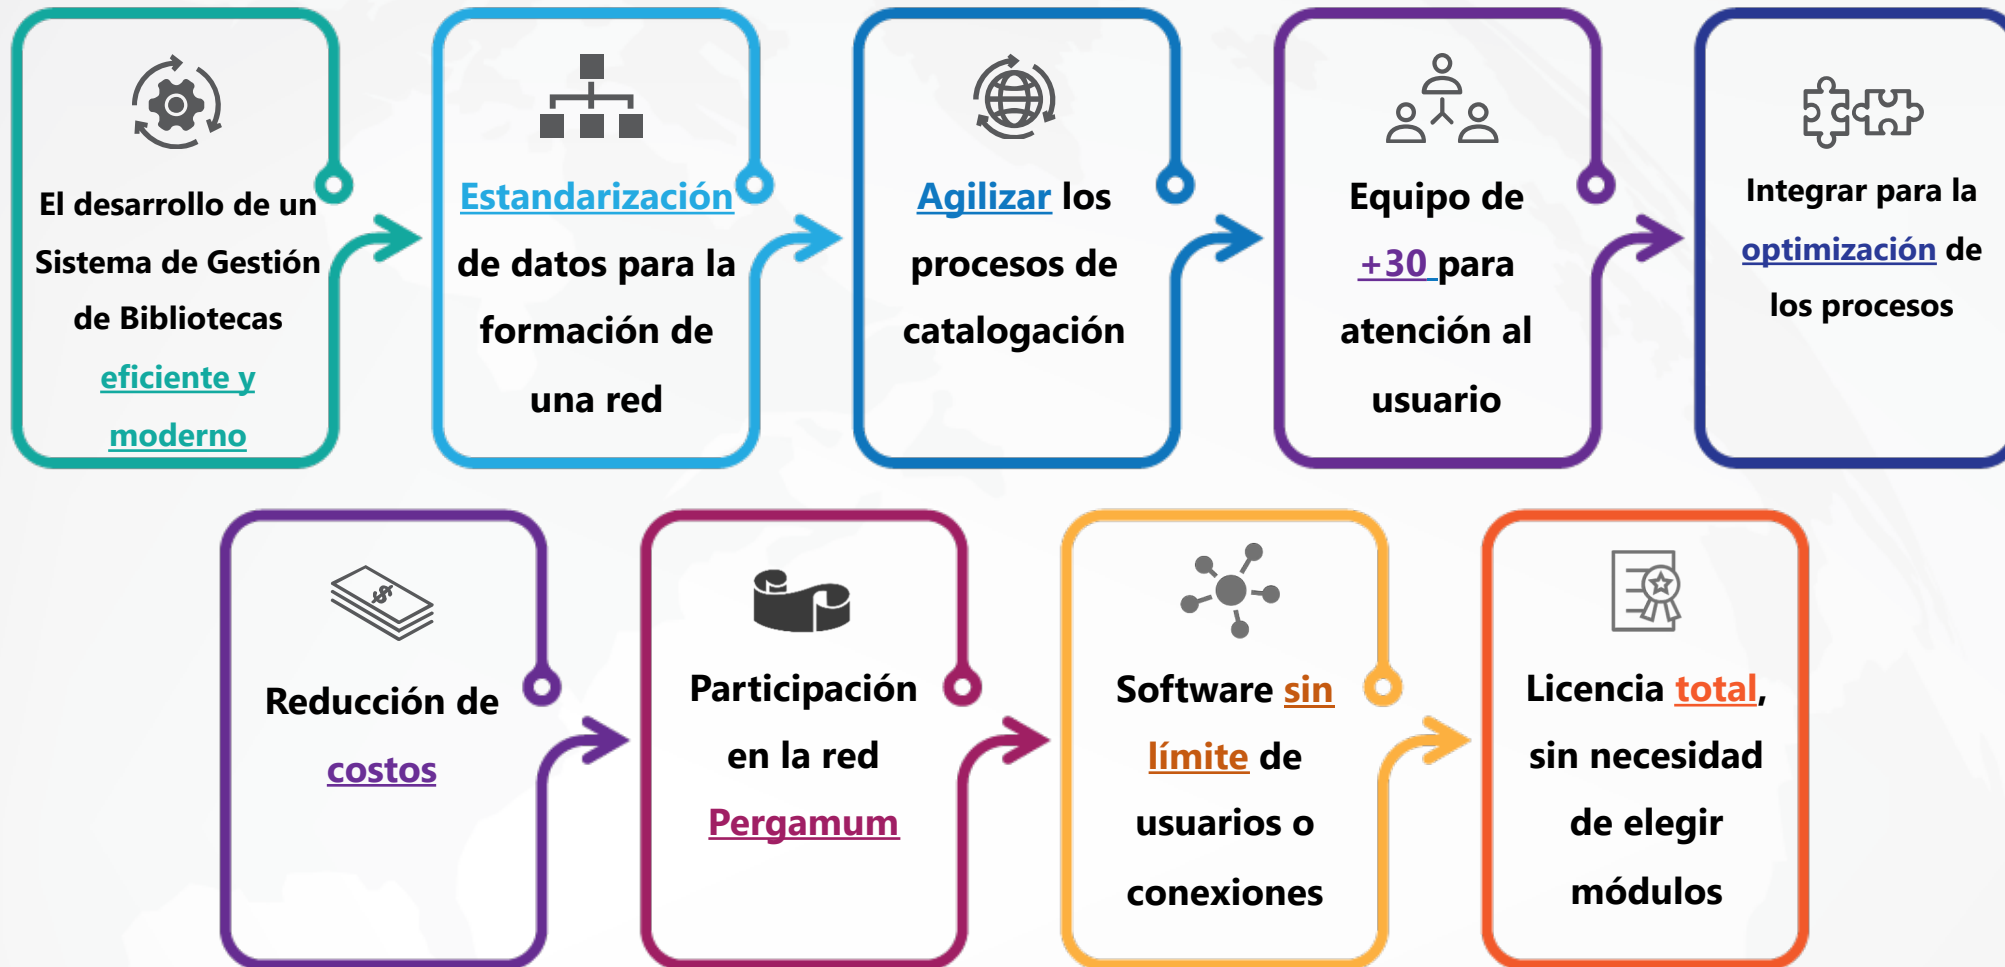 El desarrollo de un
Sistema de Gestión
de Bibliotecas
eficiente y
moderno
Estandarización
de datos para la
formación de
una red
Agilizar los
procesos de
catalogación
Equipo de
+30 para
atención al
usuario
Integrar para la
optimización de
los procesos
Reducción de
costos
Participación
en la red
Pergamum
Software sin
límite de
usuarios o
conexiones
Licencia total,
sin necesidad
de elegir
módulos